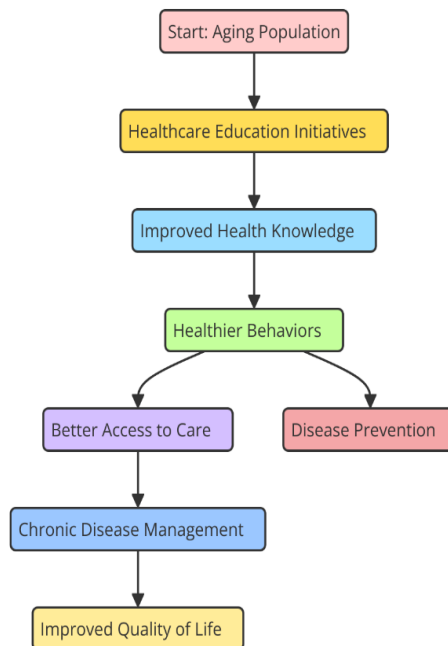 Start: Aging Population
Healthcare Education Initiatives
Improved Health Knowledge
Healthier Behaviors
Better Access to Care
Disease Prevention
Chronic Disease Management
Improved Quality of Life